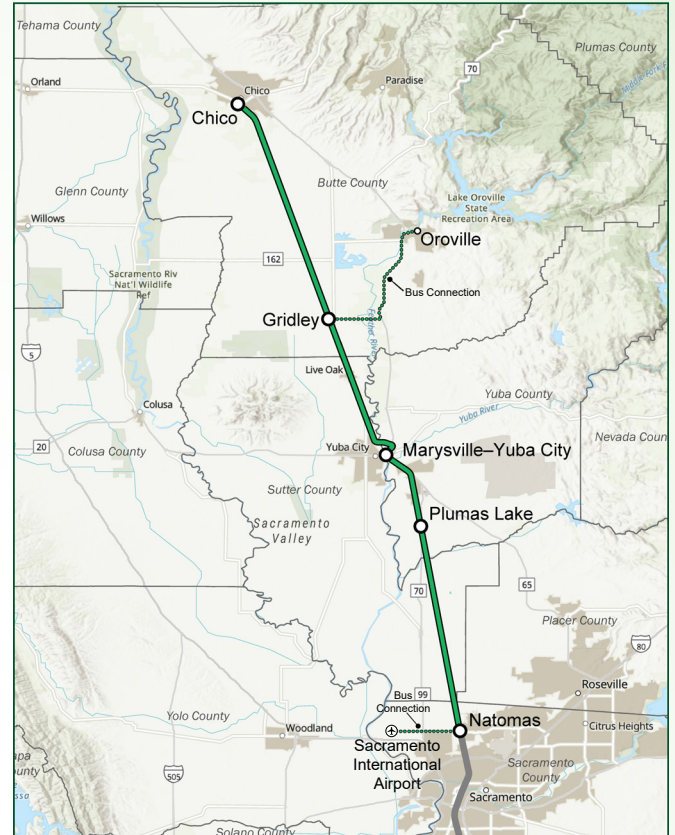 Tehama County
Plumas County
70
Orland
Chico
Paradise
Chico
Glenn County
Butte County
Lake Oroville
State
Recreation Area
Willows
Oroville
162
Sacramento Riv
Nat'l Wildlife
Ref
Bus Connection
Gridley
Feather River
5
Live Oak
Colusa
Yuba County
Yuba River
Nevada Coun
20
Colusa County
Yuba City
Marysville–Yuba City
Sutter County
Sacramento
Valley
Plumas Lake
70
65
Placer County
80
Roseville
Bus
Connection
99
Yolo County
Woodland
Natomas
Citrus Heights
Sacramento
International
Airport
505
Sacramento
County
Sacramento
Solano County